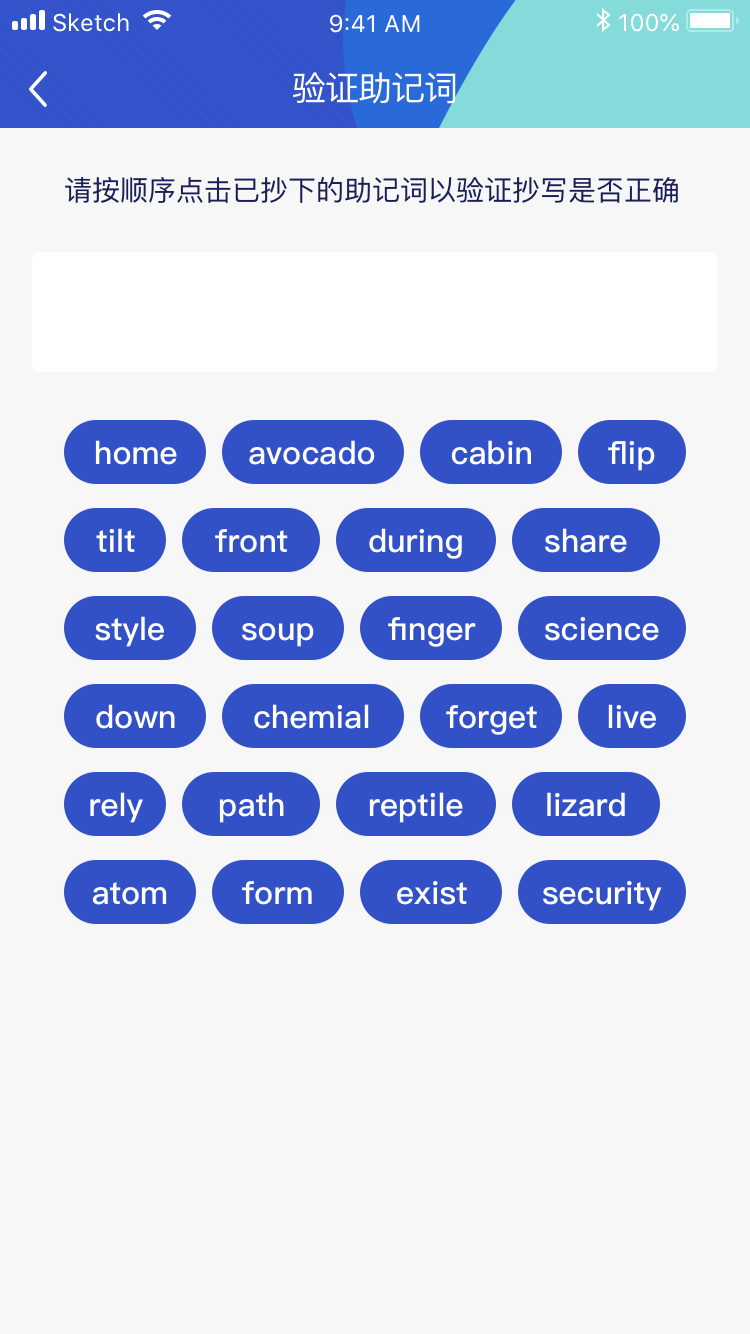 Sketch 9:41 AM 100%
验证助记词
请按顺序点击已抄下的助记词以验证抄写是否正确
home avocado cabin flip
tilt front during share
style soup finger science
down chemial forget live
rely path reptile lizard
atom form exist security